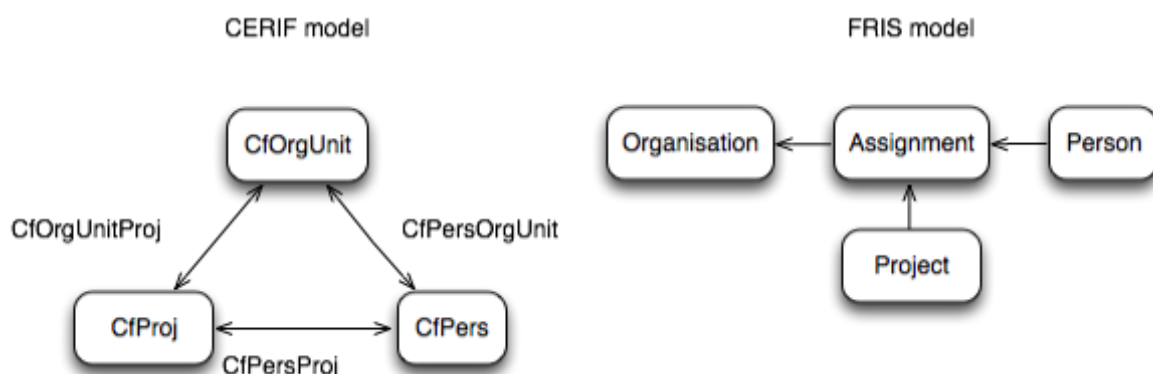 CERIF model
FRIS model
CfOrgUnit
Organisation
Assignment
Person
CfOrgUnitProj
CfPersOrgUnit
Project
CfProj
CfPers
CfPersProj